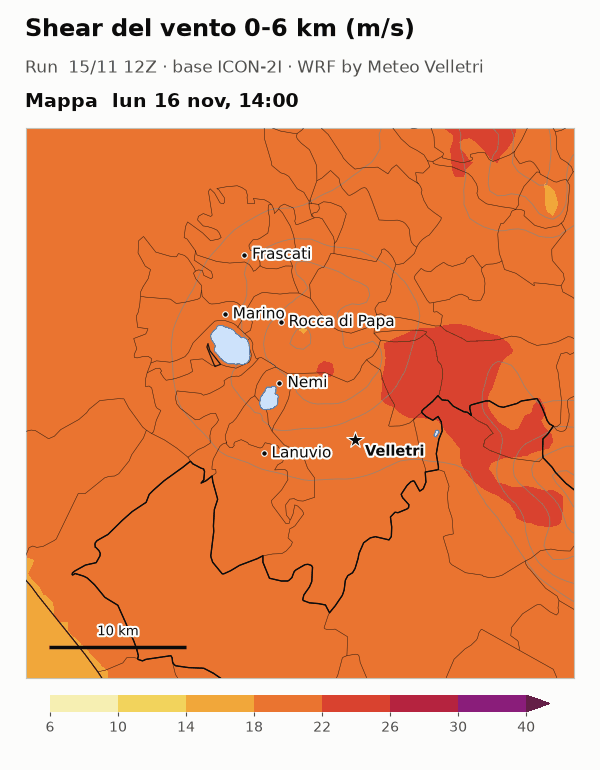 Shear del vento 0-6 km (m/s)
Run  15/11 12Z · base ICON-2I · WRF by Meteo Velletri
Mappa  lun 16 nov, 14:00
Frascati
Marino
Rocca di Papa
Nemi
Lanuvio
Velletri
10 km
6 10 14 18 22 26 30 40